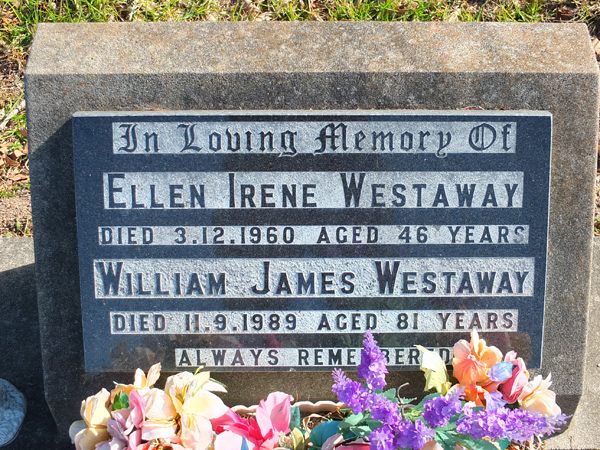 In Loving Memory Of
ELLEN IRENE WESTAWAY
DIED 3.12.1960 AGED 46 YEARS
WILLIAM JAMES WESTAWAY
DIED 11.9.1989 AGED 81 YEARS
ALWAYS REMEMBERED